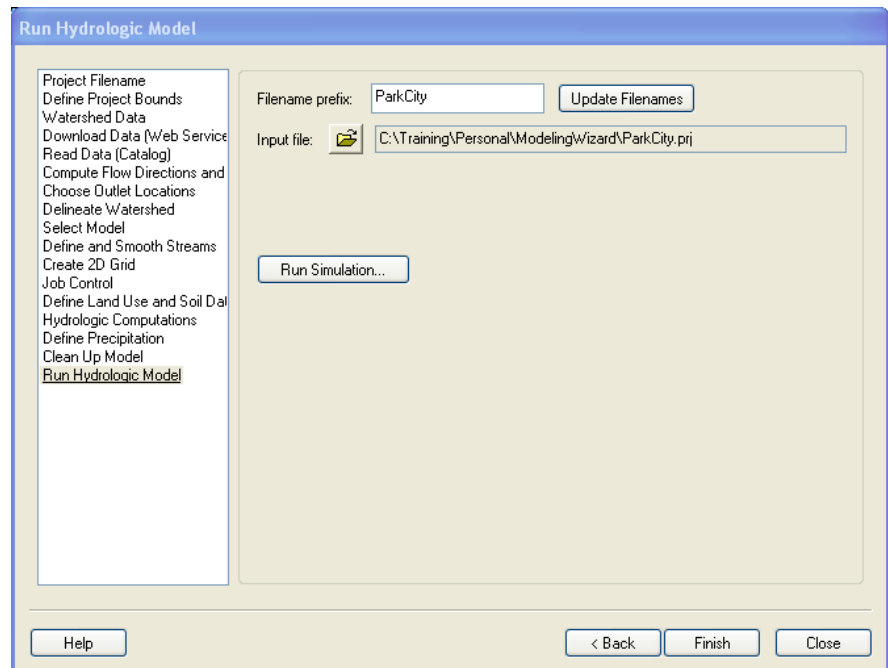 Run Hydrologic Model
Project Filename
Define Project Bounds
Watershed Data
Download Data (Web Service
Read Data (Catalog)
Compute Flow Directions and
Choose Outlet Locations
Delineate Watershed
Select Model
Define and Smooth Streams
Create 2D Grid
Job Control
Define Land Use and Soil Dat
Hydrologic Computations
Define Precipitation
Clean Up Model
Run Hydrologic Model
Filename prefix: ParkCity Update Filenames
Input file: C:\Training\Personal\ModelingWizard\ParkCity.prj
Run Simulation...
Help < Back Finish Close